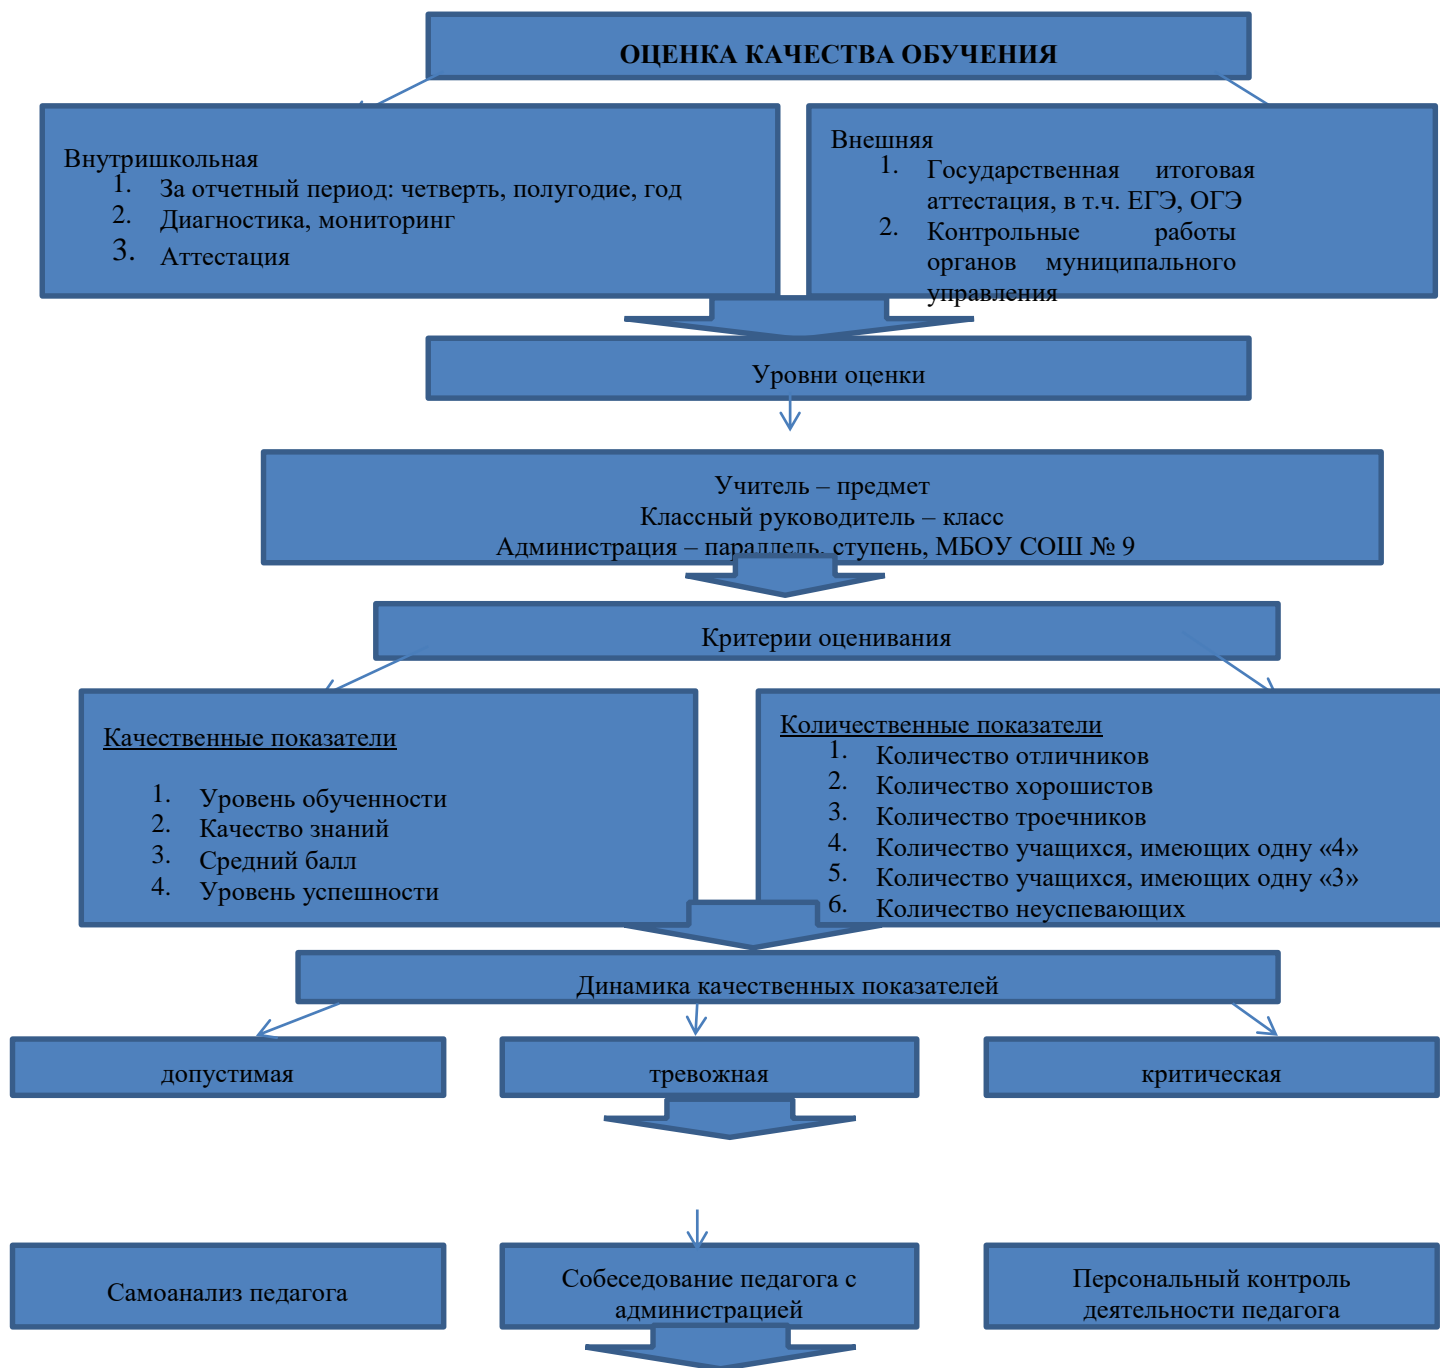 ОЦЕНКА КАЧЕСТВА ОБУЧЕНИЯ
Внутришкольная
1. За отчетный период: четверть, полугодие, год
2. Диагностика, мониторинг
3. Аттестация
Внешняя
1. Государственная итоговая
аттестация, в т.ч. ЕГЭ, ОГЭ
2. Контрольные работы
органов муниципального
управления
Уровни оценки
Учитель – предмет
Классный руководитель – класс
Администрация – параллель, ступень, МБОУ СОШ № 9
Критерии оценивания
Качественные показатели
1. Уровень обученности
2. Качество знаний
3. Средний балл
4. Уровень успешности
Количественные показатели
1. Количество отличников
2. Количество хорошистов
3. Количество троечников
4. Количество учащихся, имеющих одну «4»
5. Количество учащихся, имеющих одну «3»
6. Количество неуспевающих
Динамика качественных показателей
допустимая
тревожная
критическая
Самоанализ педагога
Собеседование педагога с
администрацией
Персональный контроль
деятельности педагога